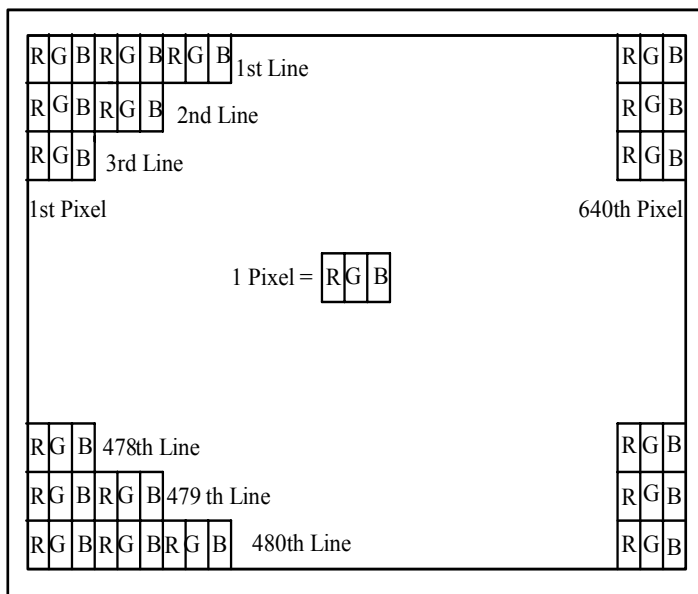 R G B R G B R G B 1st Line R G B
R G B R G B 2nd Line R G B
R G B 3rd Line R G B
1st Pixel 640th Pixel
1 Pixel = R G B
R G B 478th Line R G B
R G B R G B 479 th Line R G B
R G B R G B R G B 480th Line R G B